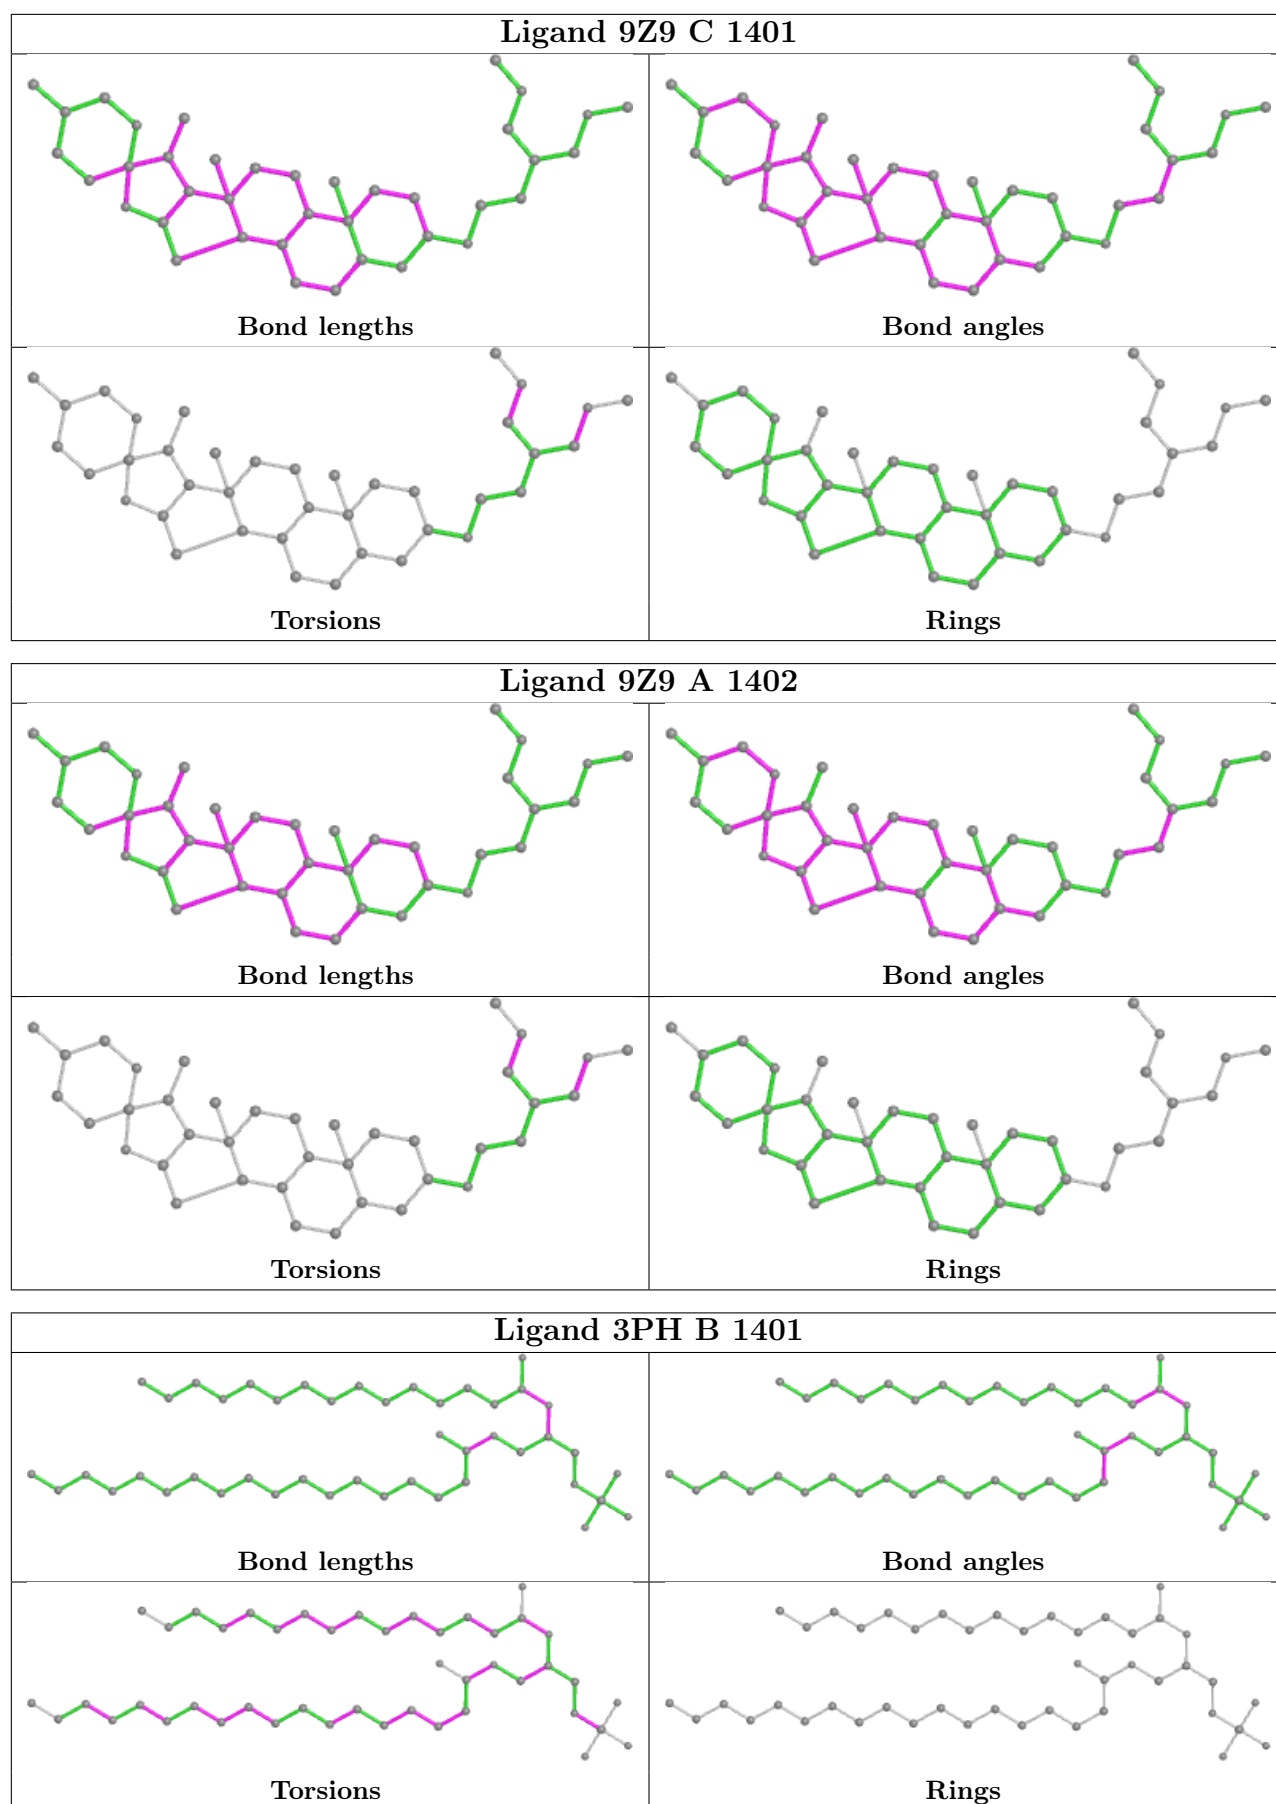 Ligand 9Z9 C 1401
Bond lengths
Bond angles
Torsions
Rings
Ligand 9Z9 A 1402
Bond lengths
Bond angles
Torsions
Rings
Ligand 3PH B 1401
Bond lengths
Bond angles
Torsions
Rings